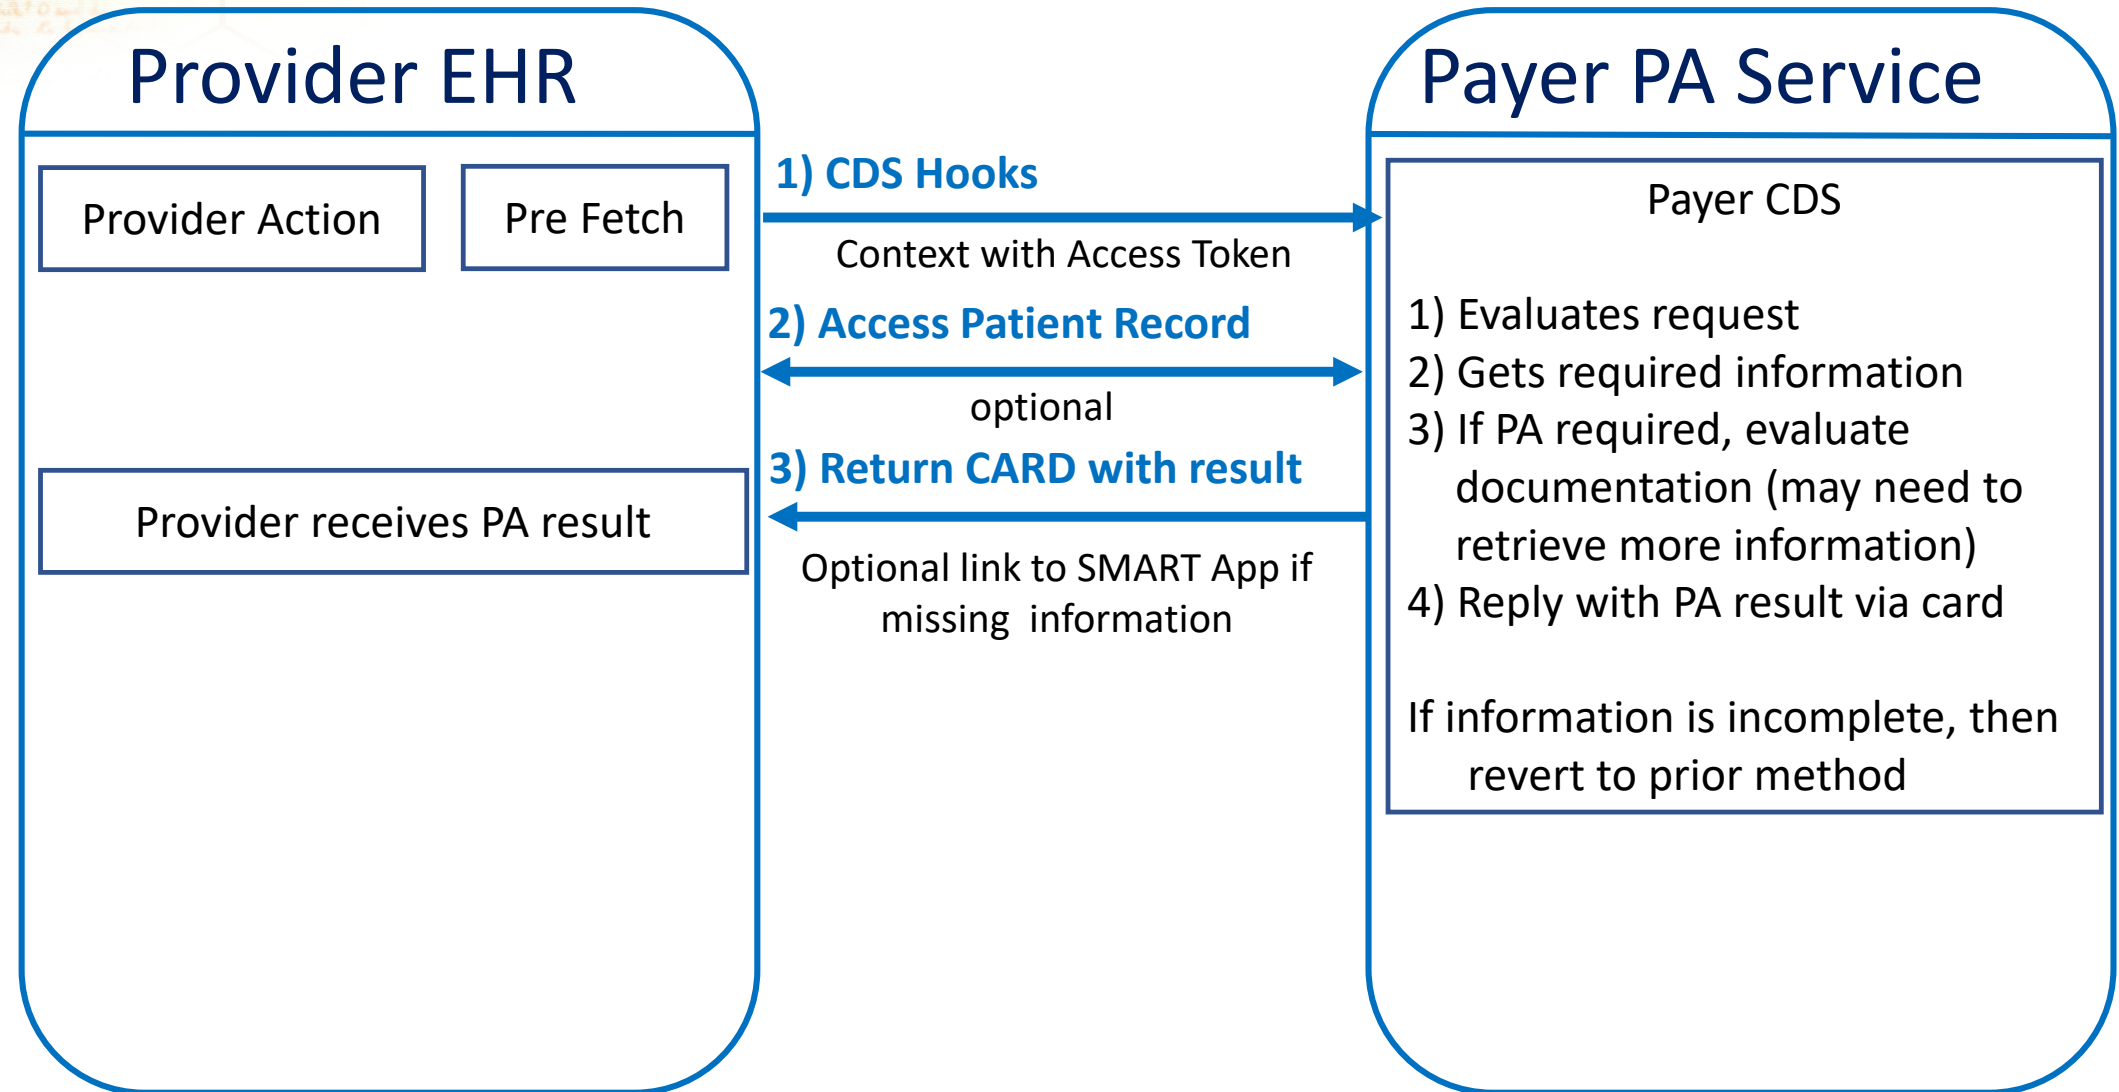 Provider EHR
Provider Action
Pre Fetch
Provider receives PA result
1) CDS Hooks
Context with Access Token
2) Access Patient Record
optional
3) Return CARD with result
Optional link to SMART App if
missing information
Payer PA Service
Payer CDS
1) Evaluates request
2) Gets required information
3) If PA required, evaluate
documentation (may need to
retrieve more information)
4) Reply with PA result via card
If information is incomplete, then
revert to prior method